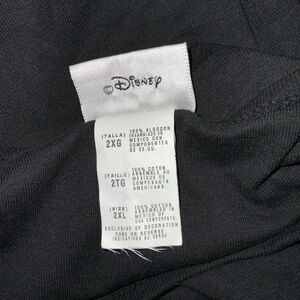 © Disney
(TALLA) 100% ALGODON
2XG ENSAMBLADO EN
MEXICO CON
COMPONENTES
DE EE.UU.
(TAILLE) 100% COTON
2TG ASSEMBLE AU
MEXIQUE DE
COMPOSANTS
AMERICAINS.
(SIZE) 100% COTTON
2XL ASSEMBLED IN
MEXICO OF
USA COMPONENTS.
EXCLUSIVE OF DECORATION
CARE ON REVERSE
INDICATIONS AU VERSO